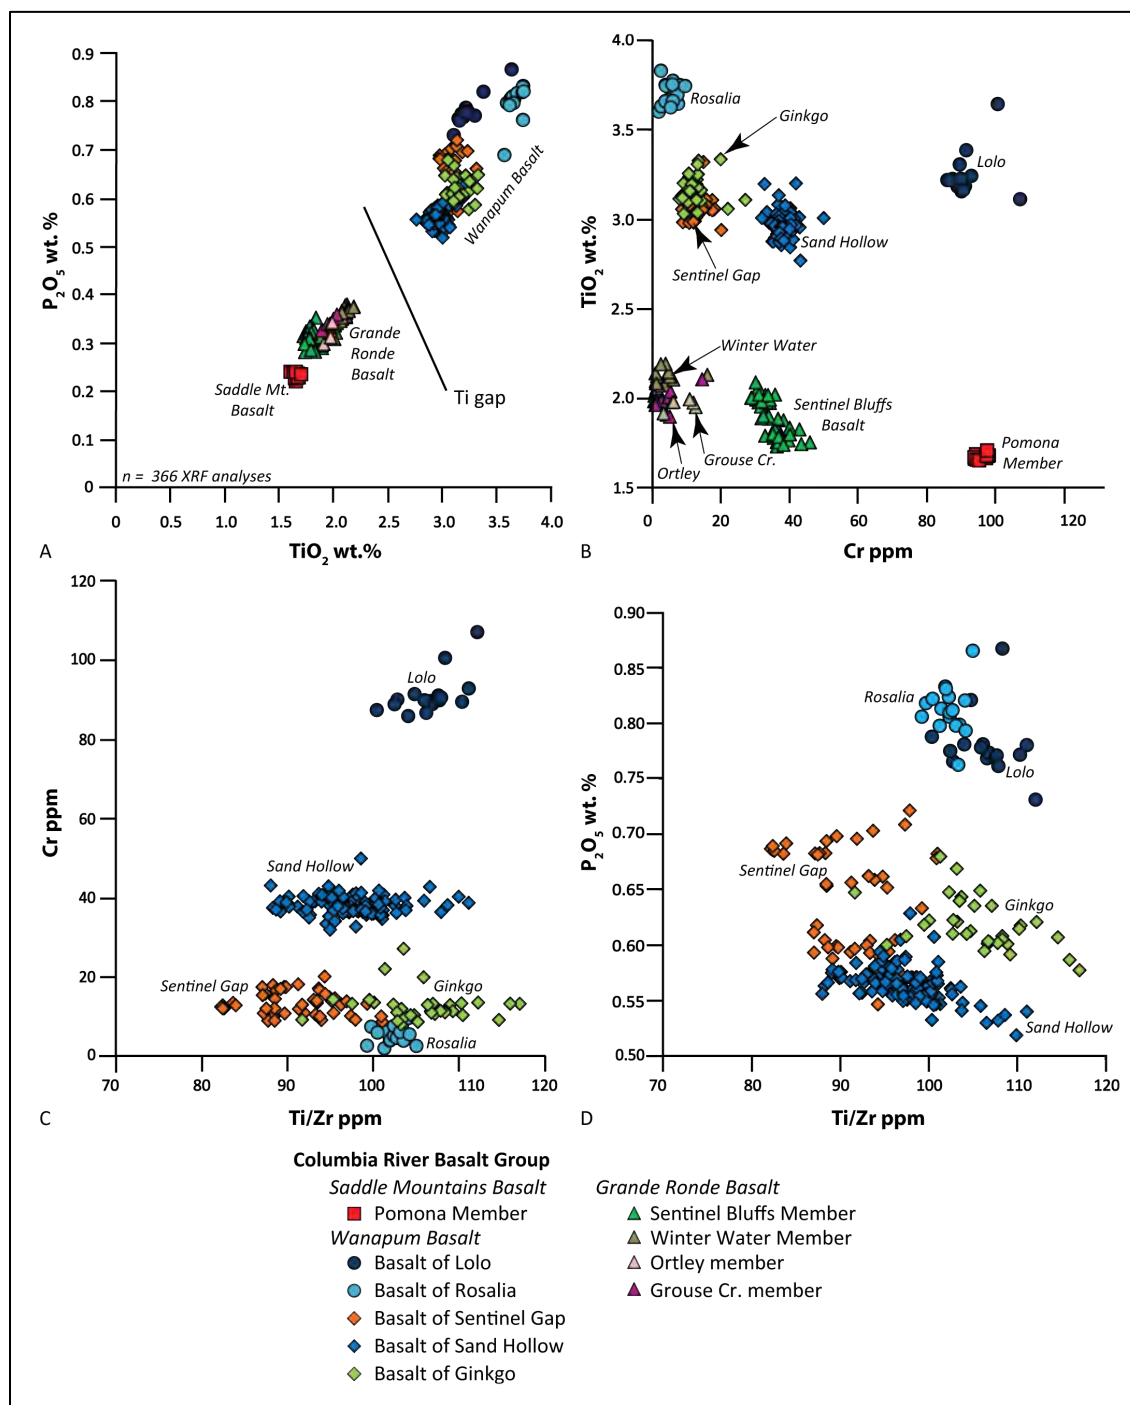 0.9
0.8
0.7
0.6
0.5
0.4
0.3
0.2
0.1
0
P2O5 wt. %
Wanapum Basalt
Grande
Ronde
Basalt
Saddle Mt.
Basalt
Ti gap
n = 366 XRF analyses
0 0.5 1.0 1.5 2.0 2.5 3.0 3.5 4.0
A
TiO2 wt.%
4.0
3.5
3.0
2.5
2.0
1.5
TiO2 wt.%
Rosalia
Ginkgo
Lolo
Sand Hollow
Sentinel Gap
Winter Water
Sentinel Bluffs
Basalt
Grouse Cr.
Ortley
Pomona
Member
0 20 40 60 80 100 120
B
Cr ppm
120
100
80
60
40
20
0
Cr ppm
Lolo
Sand Hollow
Sentinel Gap
Ginkgo
Rosalia
70 80 90 100 110 120
C
Ti/Zr ppm
0.90
0.85
0.80
0.75
0.70
0.65
0.60
0.55
0.50
P2O5 wt. %
Rosalia
Lolo
Sentinel Gap
Ginkgo
Sand Hollow
70 80 90 100 110 120
D
Ti/Zr ppm
Columbia River Basalt Group
Saddle Mountains Basalt
Pomona Member
Wanapum Basalt
Basalt of Lolo
Basalt of Rosalia
Basalt of Sentinel Gap
Basalt of Sand Hollow
Basalt of Ginkgo
Grande Ronde Basalt
Sentinel Bluffs Member
Winter Water Member
Ortley member
Grouse Cr. member